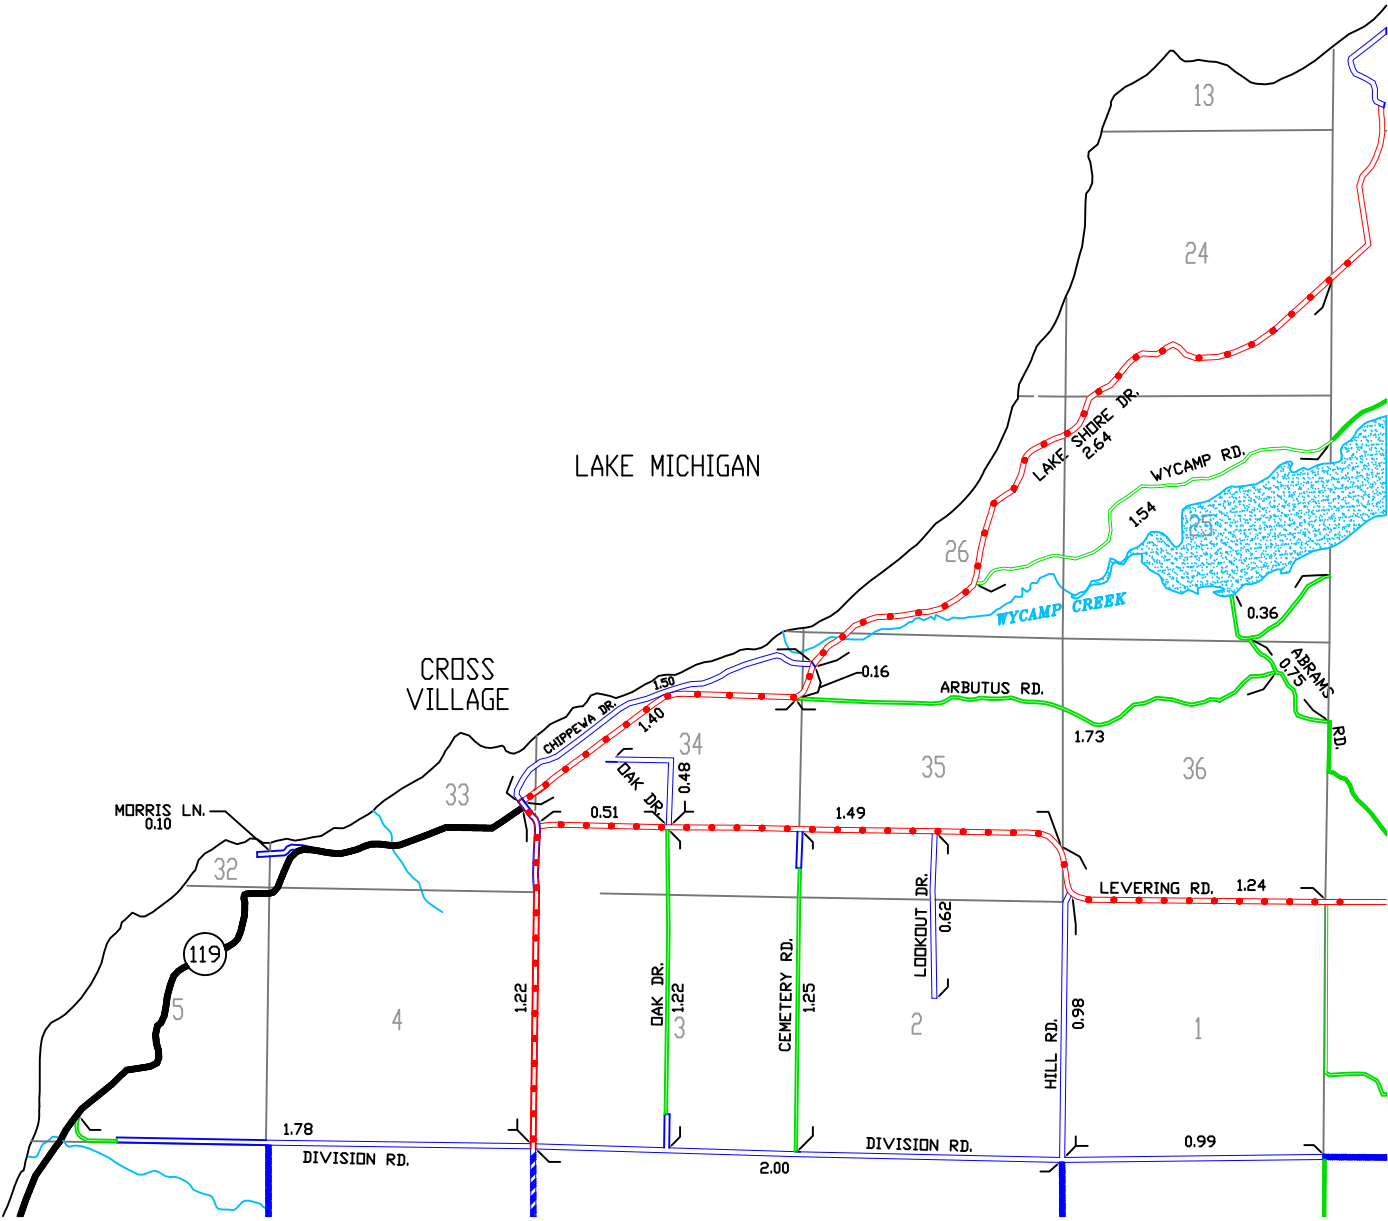 13
24
LAKE SHORE DR.
2.64
LAKE MICHIGAN
WYCAMP RD.
1.54
25
26
WYCAMP CREEK
0.36
ABRAMS
RD.
0.75
0.16
CROSS
VILLAGE
1.50
CHIPPEWA DR.
1.40
ARBUTUS RD.
1.73
34
35
36
OAK DR.
0.48
33
MORRIS LN.
0.10
0.51
1.49
32
LEVERING RD. 1.24
LOOKOUT DR.
0.62
119
5
4
1.22
OAK DR.
1.22
3
CEMETERY RD.
1.25
2
HILL RD.
0.98
1
1.78
DIVISION RD.
DIVISION RD.
2.00
0.99